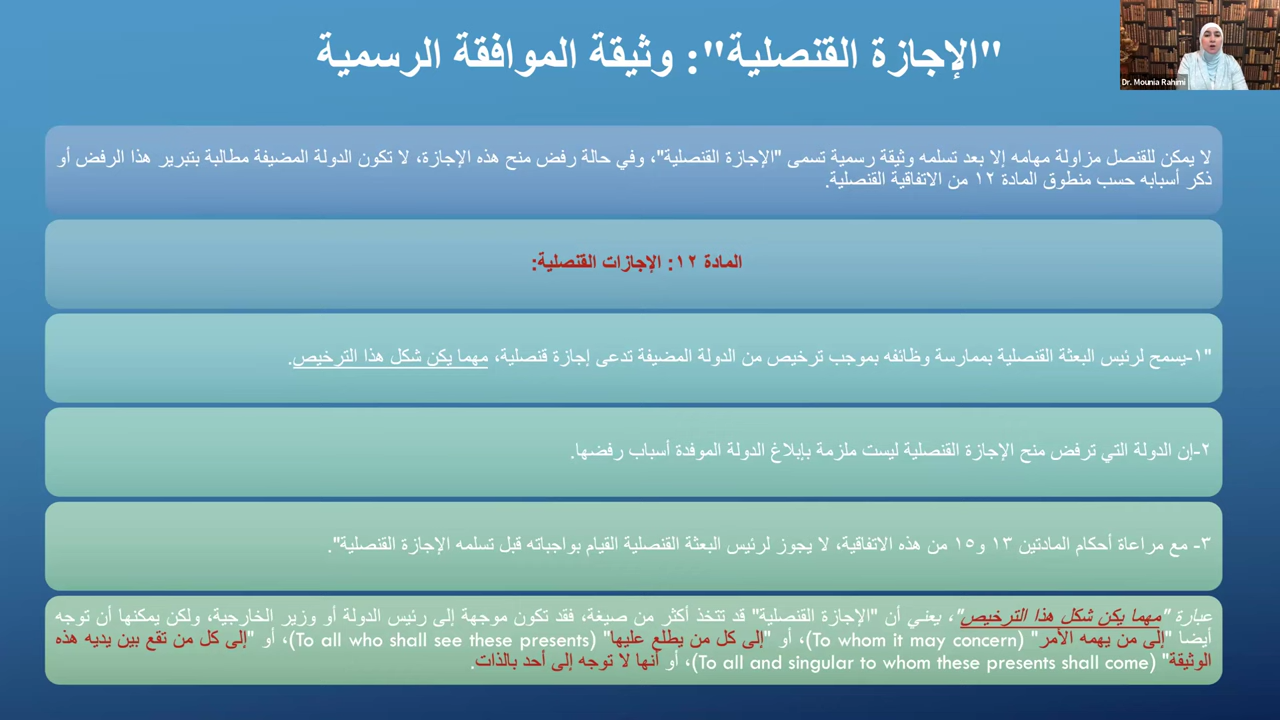 "الإجازة القنصلية": وثيقة الموافقة الرسمية
Dr. Mounia Rahimi
لا يمكن للقنصل مزاولة مهامه إلا بعد تسلمه وثيقة رسمية تسمى "الإجازة القنصلية"، وفي حالة رفض منح هذه الإجازة، لا تكون الدولة المضيفة مطالبة بتبرير هذا الرفض أو
ذكر أسبابه حسب منطوق المادة ١٢ من الاتفاقية القنصلية.
المادة ١٢: الإجازات القنصلية:
"١-يسمح لرئيس البعثة القنصلية بممارسة وظائفه بموجب ترخيص من الدولة المضيفة تدعى إجازة قنصلية، مهما يكن شكل هذا الترخيص.
٢-إن الدولة التي ترفض منح الإجازة القنصلية ليست ملزمة بإبلاغ الدولة الموفدة أسباب رفضها.
٣- مع مراعاة أحكام المادتين ١٣ و١٥ من هذه الاتفاقية، لا يجوز لرئيس البعثة القنصلية القيام بواجباته قبل تسلمه الإجازة القنصلية".
عبارة "مهما يكن شكل هذا الترخيص"، يعني أن "الإجازة القنصلية" قد تتخذ أكثر من صيغة، فقد تكون موجهة إلى رئيس الدولة أو وزير الخارجية، ولكن يمكنها أن توجه
أيضا "إلى من يهمه الأمر" (To whom it may concern)، أو "إلى كل من يطلع عليها" (To all who shall see these presents)، أو "إلى كل من تقع بين يديه هذه
الوثيقة" (To all and singular to whom these presents shall come)، أو أنها لا توجه إلى أحد بالذات.